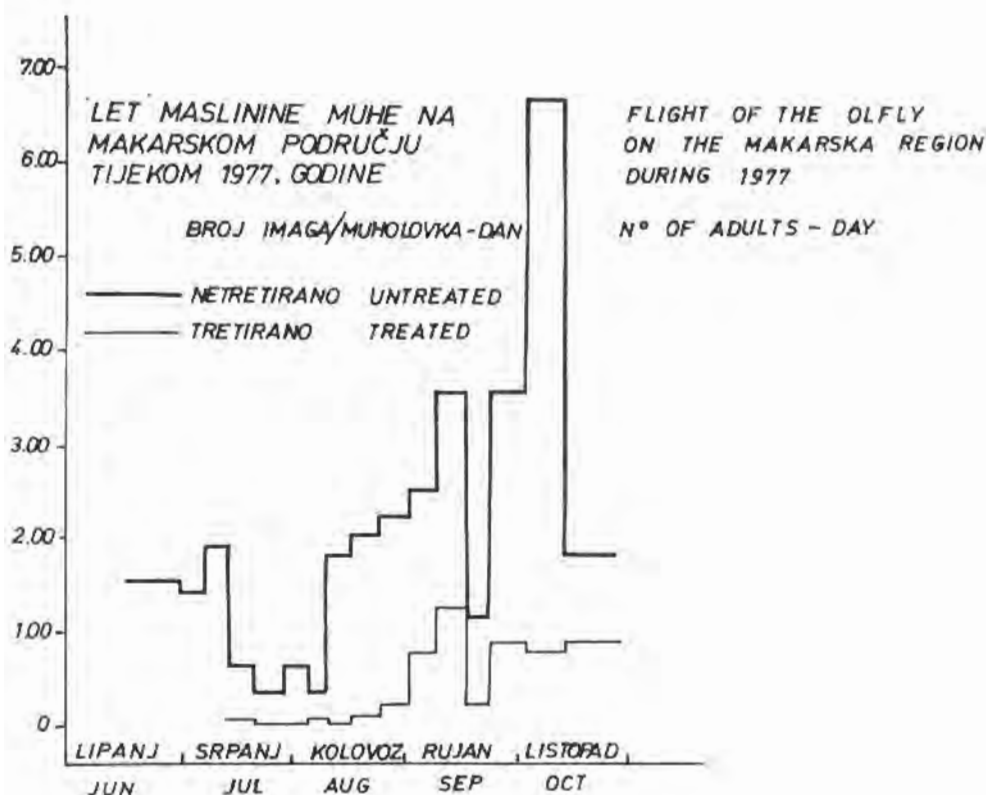 7.00
6.00
5.00
4.00
3.00
2.00
1.00
0
LET MASLININE MUHE NA
MAKARSKOM PODRUČJU
TIJEKOM 1977. GODINE
BROJ IMAGA/MUHOLOVKA-DAN
NETRETIRANO UNTREATED
TRETIRANO TREATED
FLIGHT OF THE OLFLY
ON THE MAKARSKA REGION
DURING 1977
N° OF ADULTS - DAY
LIPANJ SRPANJ KOLOVOZ RUJAN LISTOPAD
JUN JUL AUG SEP OCT